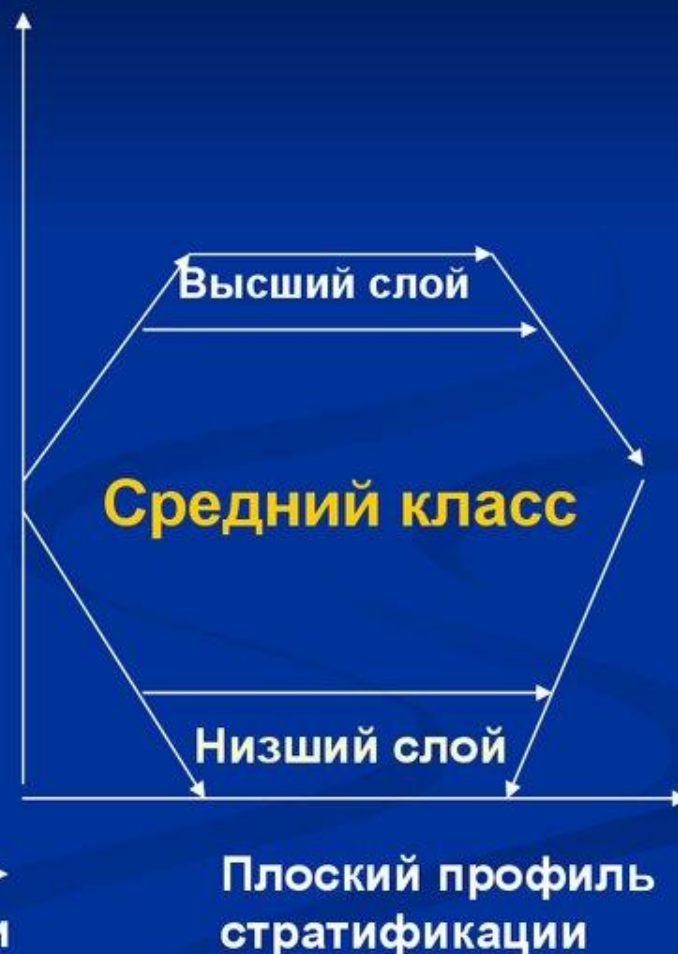 Высший слой
Средний класс
Низший слой
Плоский профиль
стратификации